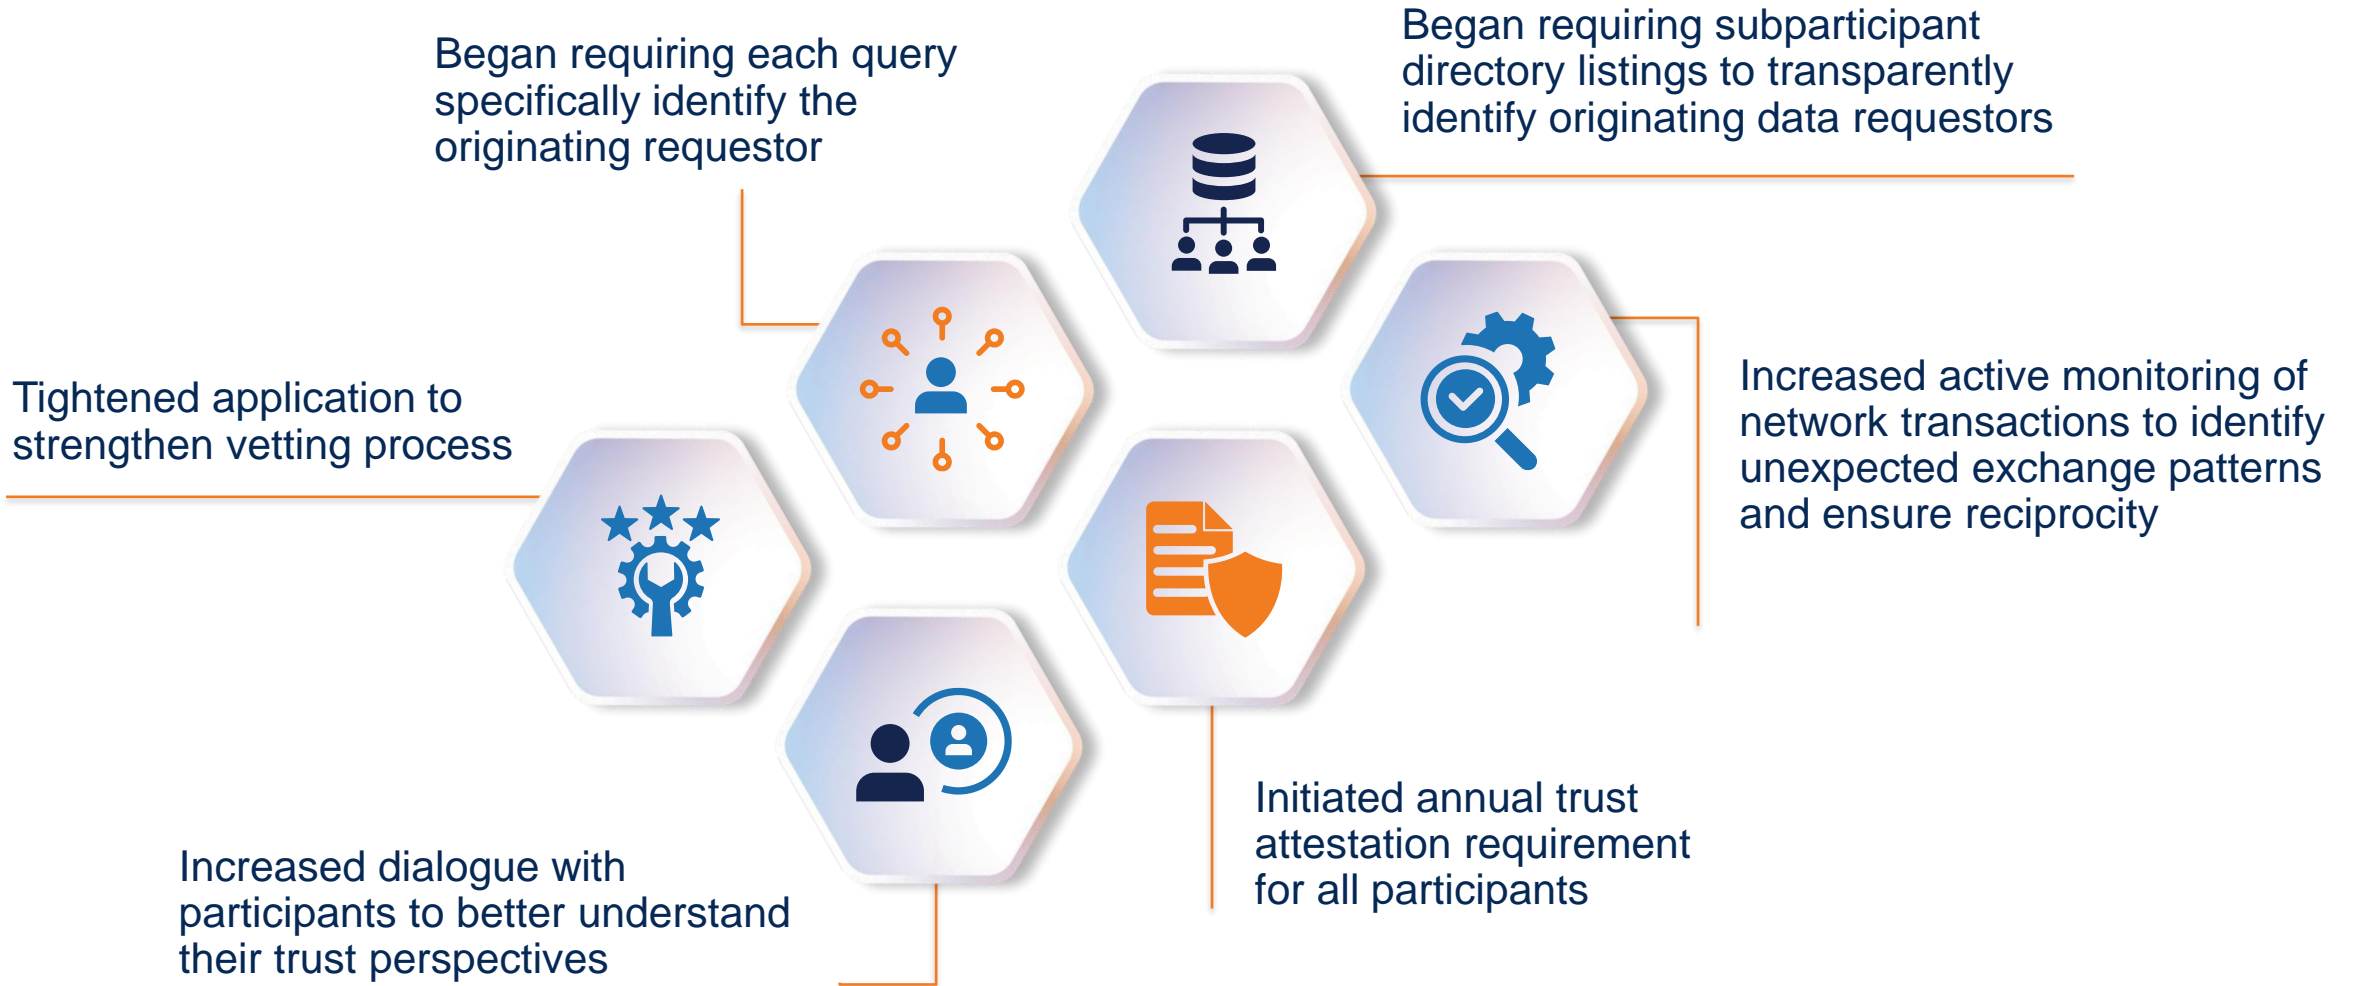 Began requiring each query
specifically identify the
originating requestor
Began requiring subparticipant
directory listings to transparently
identify originating data requestors
Tightened application to
strengthen vetting process
Increased active monitoring of
network transactions to identify
unexpected exchange patterns
and ensure reciprocity
Increased dialogue with
participants to better understand
their trust perspectives
Initiated annual trust
attestation requirement
for all participants